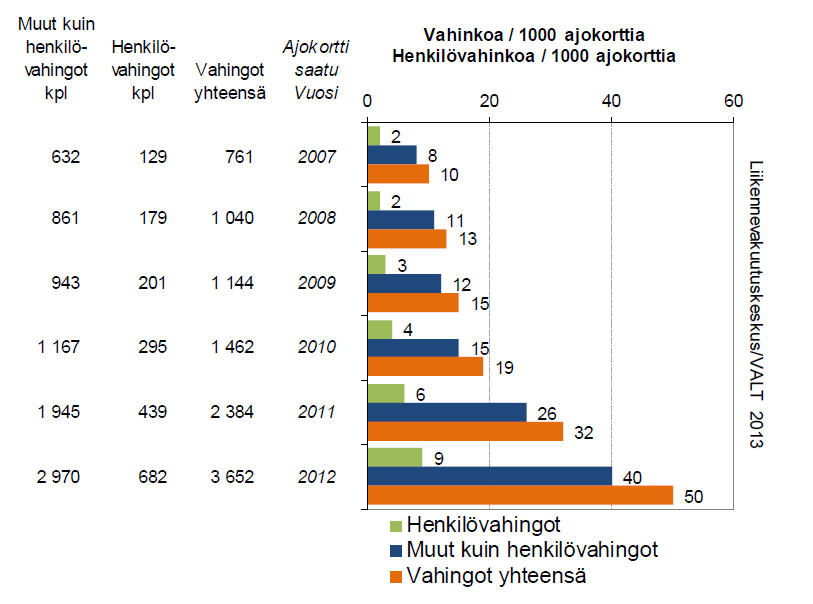 Muut kuin
henkilö-
vahingot
kpl
Henkilö-
vahingot
kpl
Vahingot
yhteensä
Ajokortti
saatu
Vuosi
Vahinkoa / 1000 ajokorttia
Henkilövahinkoa / 1000 ajokorttia
0 20 40 60
632 129 761 2007
2
8
10
861 179 1 040 2008
2
11
13
943 201 1 144 2009
3
12
15
1 167 295 1 462 2010
4
15
19
1 945 439 2 384 2011
6
26
32
2 970 682 3 652 2012
9
40
50
Liikennevakuutuskeskus/VALT 2013
Henkilövahingot
Muut kuin henkilövahingot
Vahingot yhteensä